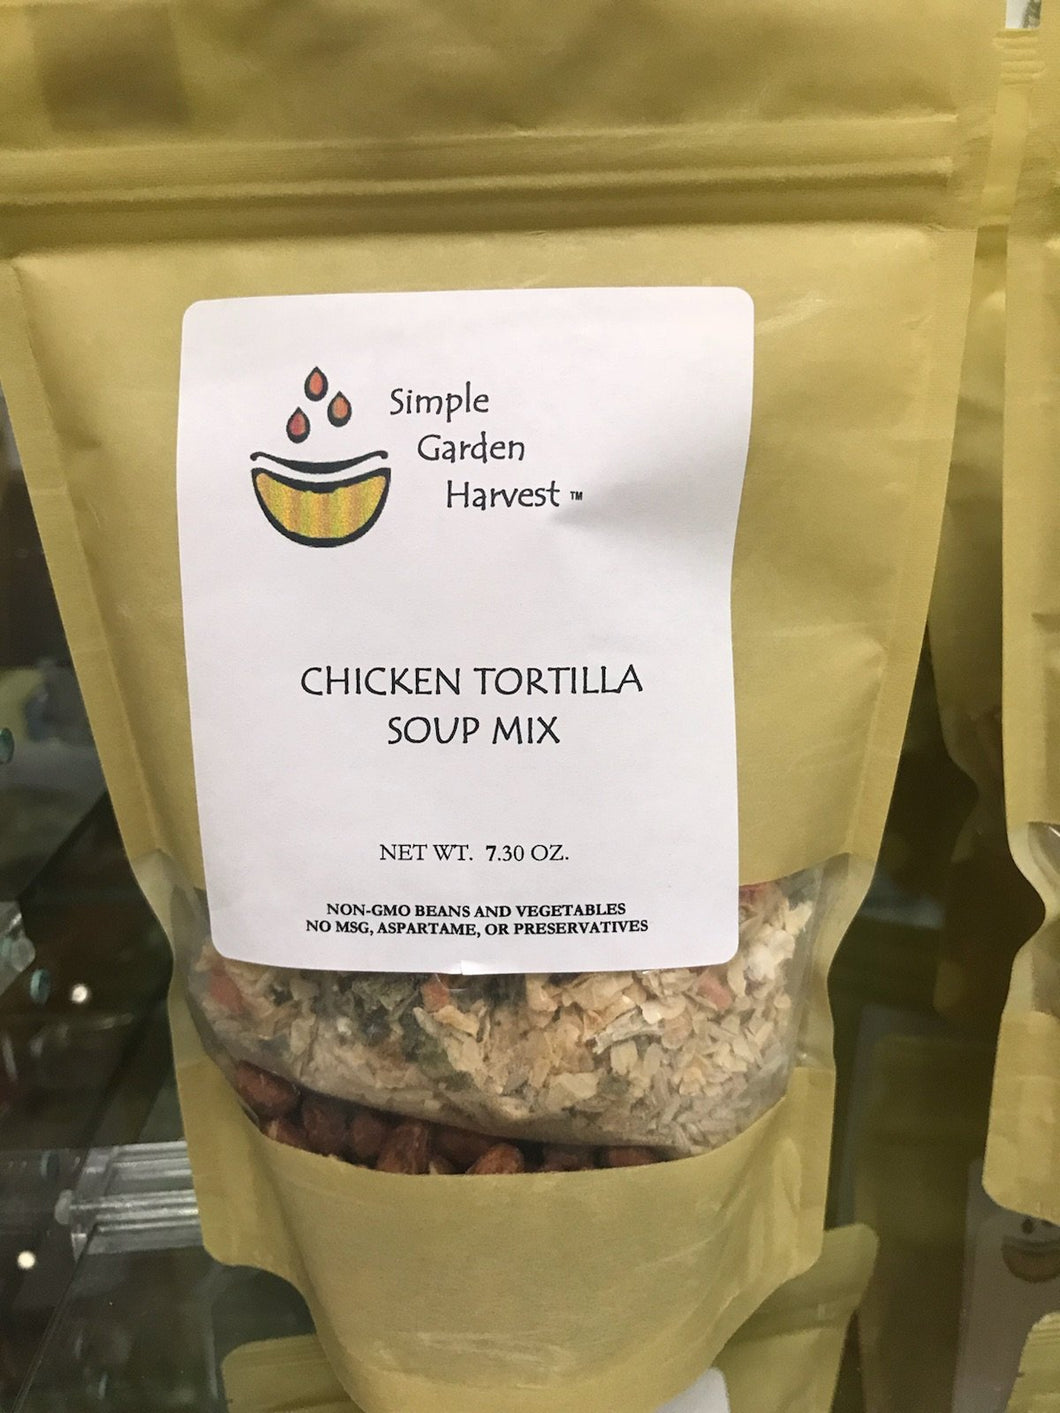 Simple
Garden
Harvest ™
CHICKEN TORTILLA
SOUP MIX
NET WT. 7.30 OZ.
NON-GMO BEANS AND VEGETABLES
NO MSG, ASPARTAME, OR PRESERVATIVES